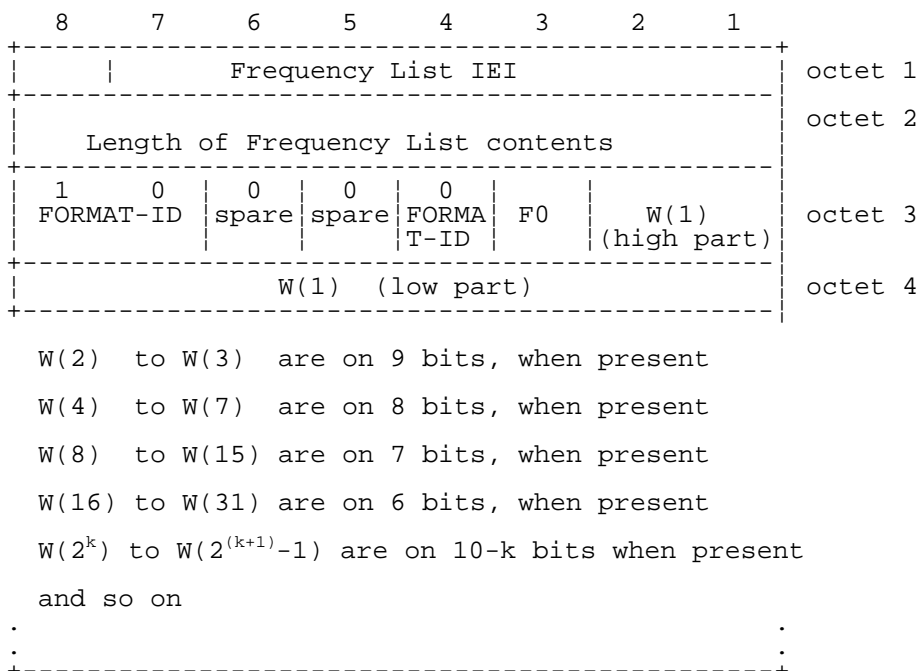 8 7 6 5 4 3 2 1
Frequency List IEI octet 1
octet 2
Length of Frequency List contents
1 0 0 0 0
FORMAT-ID spare spare FORMA F0 W(1) octet 3
T-ID (high part)
W(1) (low part) octet 4
W(2) to W(3) are on 9 bits, when present
W(4) to W(7) are on 8 bits, when present
W(8) to W(15) are on 7 bits, when present
W(16) to W(31) are on 6 bits, when present
W(2^k) to W(2^(k+1)-1) are on 10-k bits when present
and so on
. .
. .